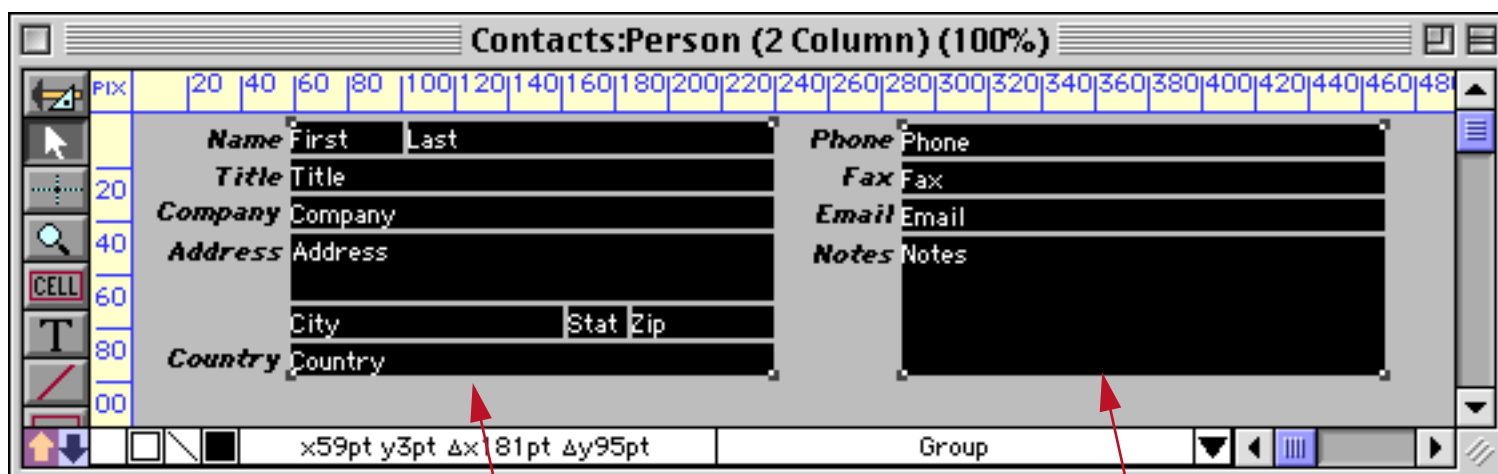 Contacts:Person (2 Column) (100%)
PIX 20 40 60 80 100 120 140 160 180 200 220 240 260 280 300 320 340 360 380 400 420 440 460 48
Name First Last Phone Phone
20 Title Title Fax Fax
Company Company Email Email
40 Address Address Notes Notes
CELL
60
T City Stat Zip
80 Country Country
00
x59pt y3pt Δx181pt Δy95pt Group